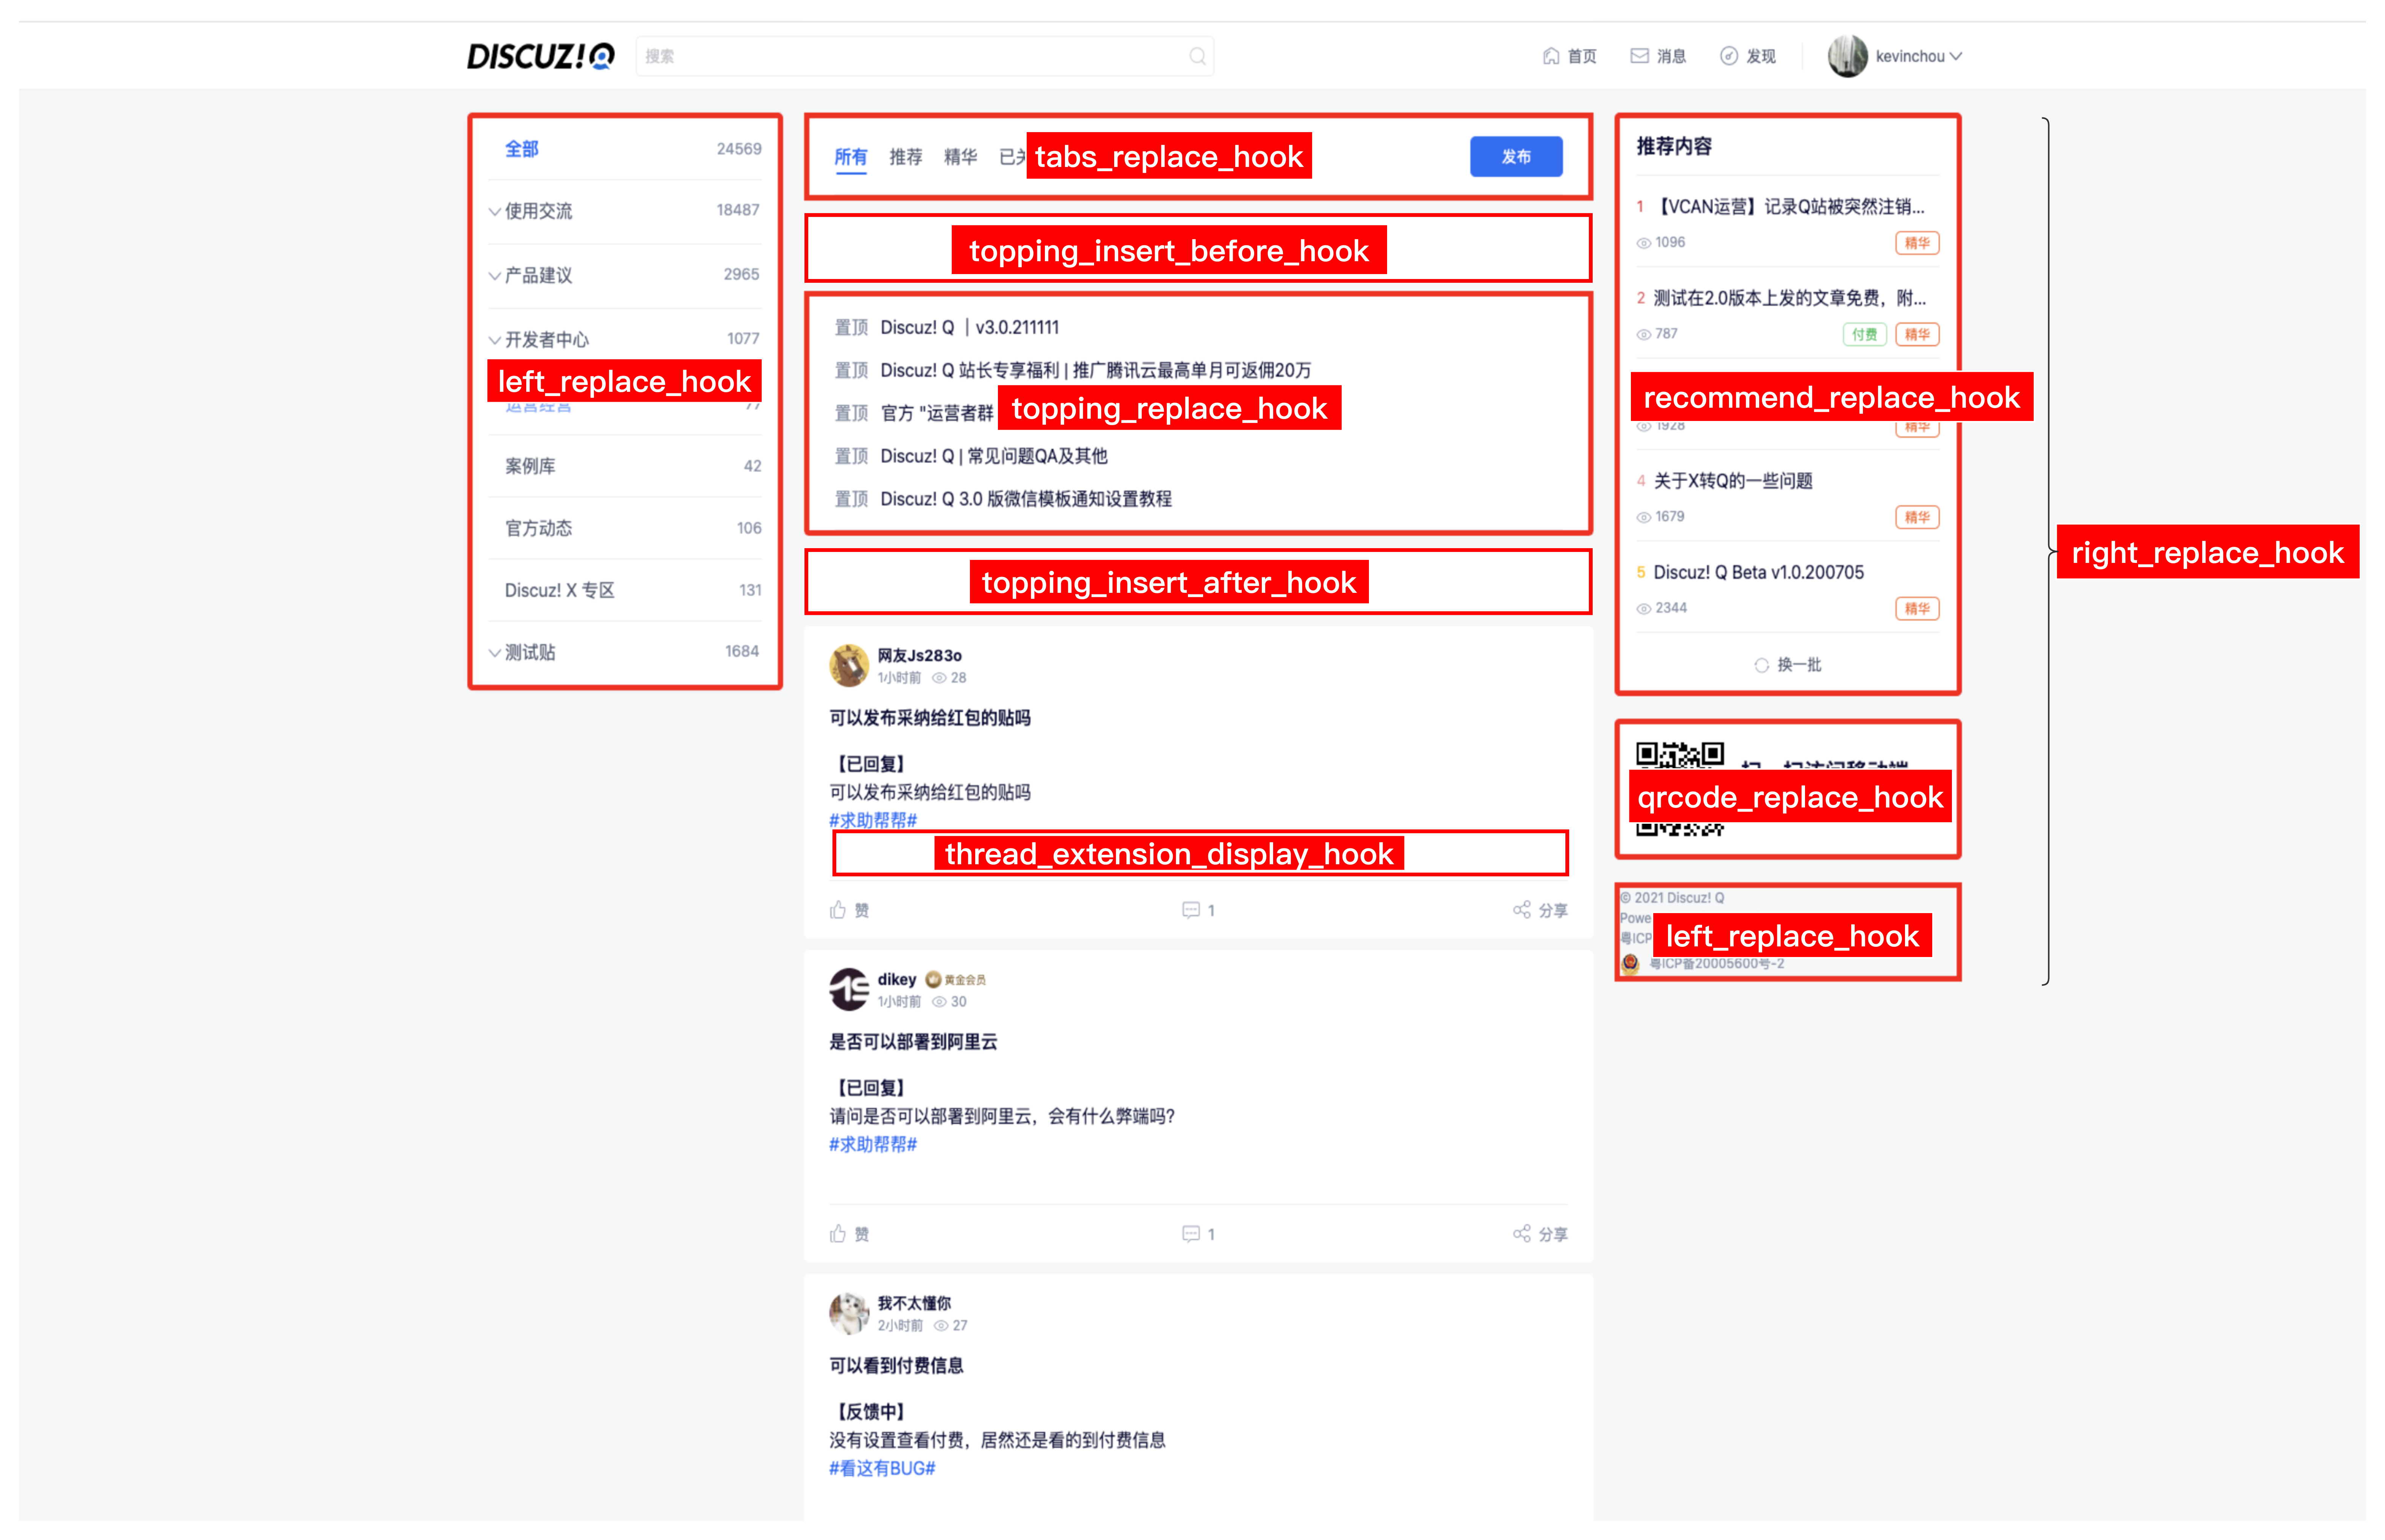 DISCUZ!Q
搜索
首页
消息
发现
kevinchou
全部 24569
使用交流 18487
产品建议 2965
开发者中心 1077
left_replace_hook
运营经营 77
案例库 42
官方动态 106
Discuz! X 专区 131
测试贴 1684
所有 推荐 精华 已关
tabs_replace_hook
发布
topping_insert_before_hook
置顶 Discuz! Q | v3.0.211111
置顶 Discuz! Q 站长专享福利 | 推广腾讯云最高单月可返佣20万
置顶 官方 "运营者群
topping_replace_hook
置顶 Discuz! Q | 常见问题QA及其他
置顶 Discuz! Q 3.0 版微信模板通知设置教程
topping_insert_after_hook
网友Js283o
1小时前 28
可以发布采纳给红包的贴吗
【已回复】
可以发布采纳给红包的贴吗
#求助帮帮#
thread_extension_display_hook
赞 1 分享
dikey 黄金会员
1小时前 30
是否可以部署到阿里云
【已回复】
请问是否可以部署到阿里云，会有什么弊端吗?
#求助帮帮#
赞 1 分享
我不太懂你
2小时前 27
可以看到付费信息
【反馈中】
没有设置查看付费，居然还是看的到付费信息
#看这有BUG#
推荐内容
1 【VCAN运营】记录Q站被突然注销...
1096 精华
2 测试在2.0版本上发的文章免费，附...
787 付费 精华
recommend_replace_hook
1928 精华
4 关于X转Q的一些问题
1679 精华
5 Discuz! Q Beta v1.0.200705
2344 精华
换一批
扫一扫访问移动端
qrcode_replace_hook
© 2021 Discuz! Q
Powe
粤ICP
left_replace_hook
粤ICP备20005600号-2
right_replace_hook